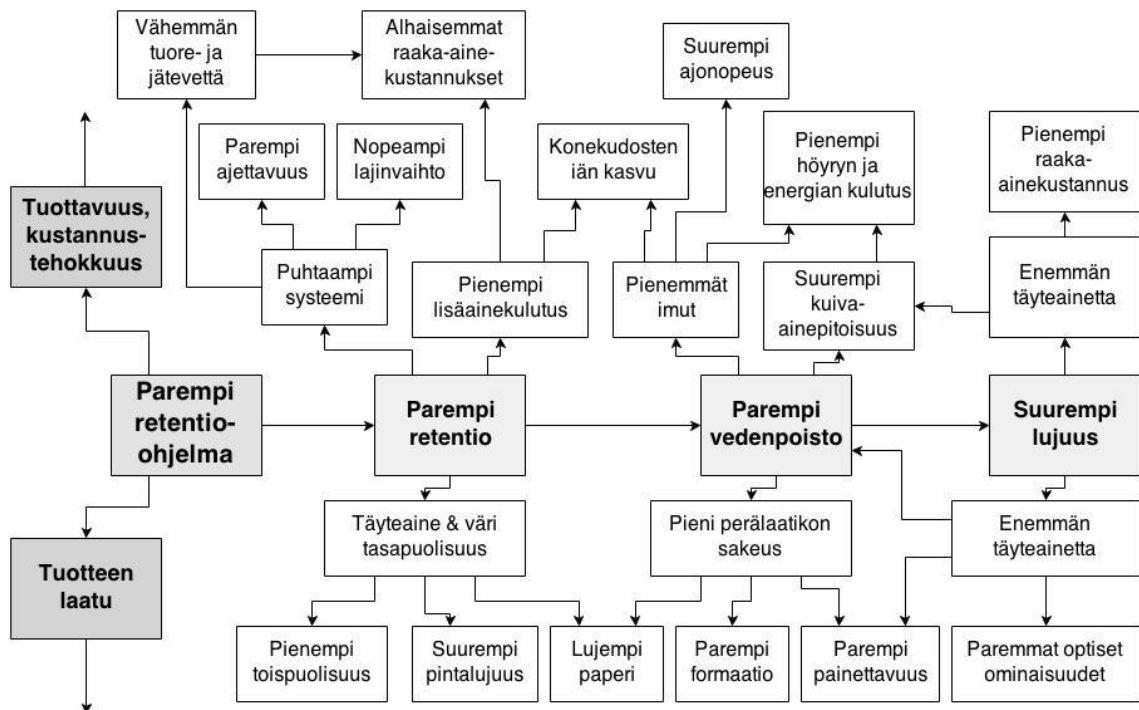 Vähemmän
tuore- ja
jätevettä
Alhaisemmat
raaka-aine-
kustannukset
Suurempi
ajonopeus
Parempi
ajettavuus
Nopeampi
lajinvaihto
Konekudosten
iän kasvu
Pienempi
höyryn ja
energian kulutus
Pienempi
raaka-
ainekustannus
Tuottavuus,
kustannus-
tehokkuus
Puhtaampi
systeemi
Pienempi
lisäainekulutus
Pienemmät
imut
Suurempi
kuiva-
ainepitoisuus
Enemmän
täyteainetta
Parempi
retentio-
ohjelma
Parempi
retentio
Parempi
vedenpoisto
Suurempi
lujuus
Tuotteen
laatu
Täyteaine & väri
tasapuolisuus
Pieni perälaatikon
sakeus
Enemmän
täyteainetta
Pienempi
toispuolisuus
Suurempi
pintalujuus
Lujempi
paperi
Parempi
formaatio
Parempi
painettavuus
Paremmat optiset
ominaisuudet